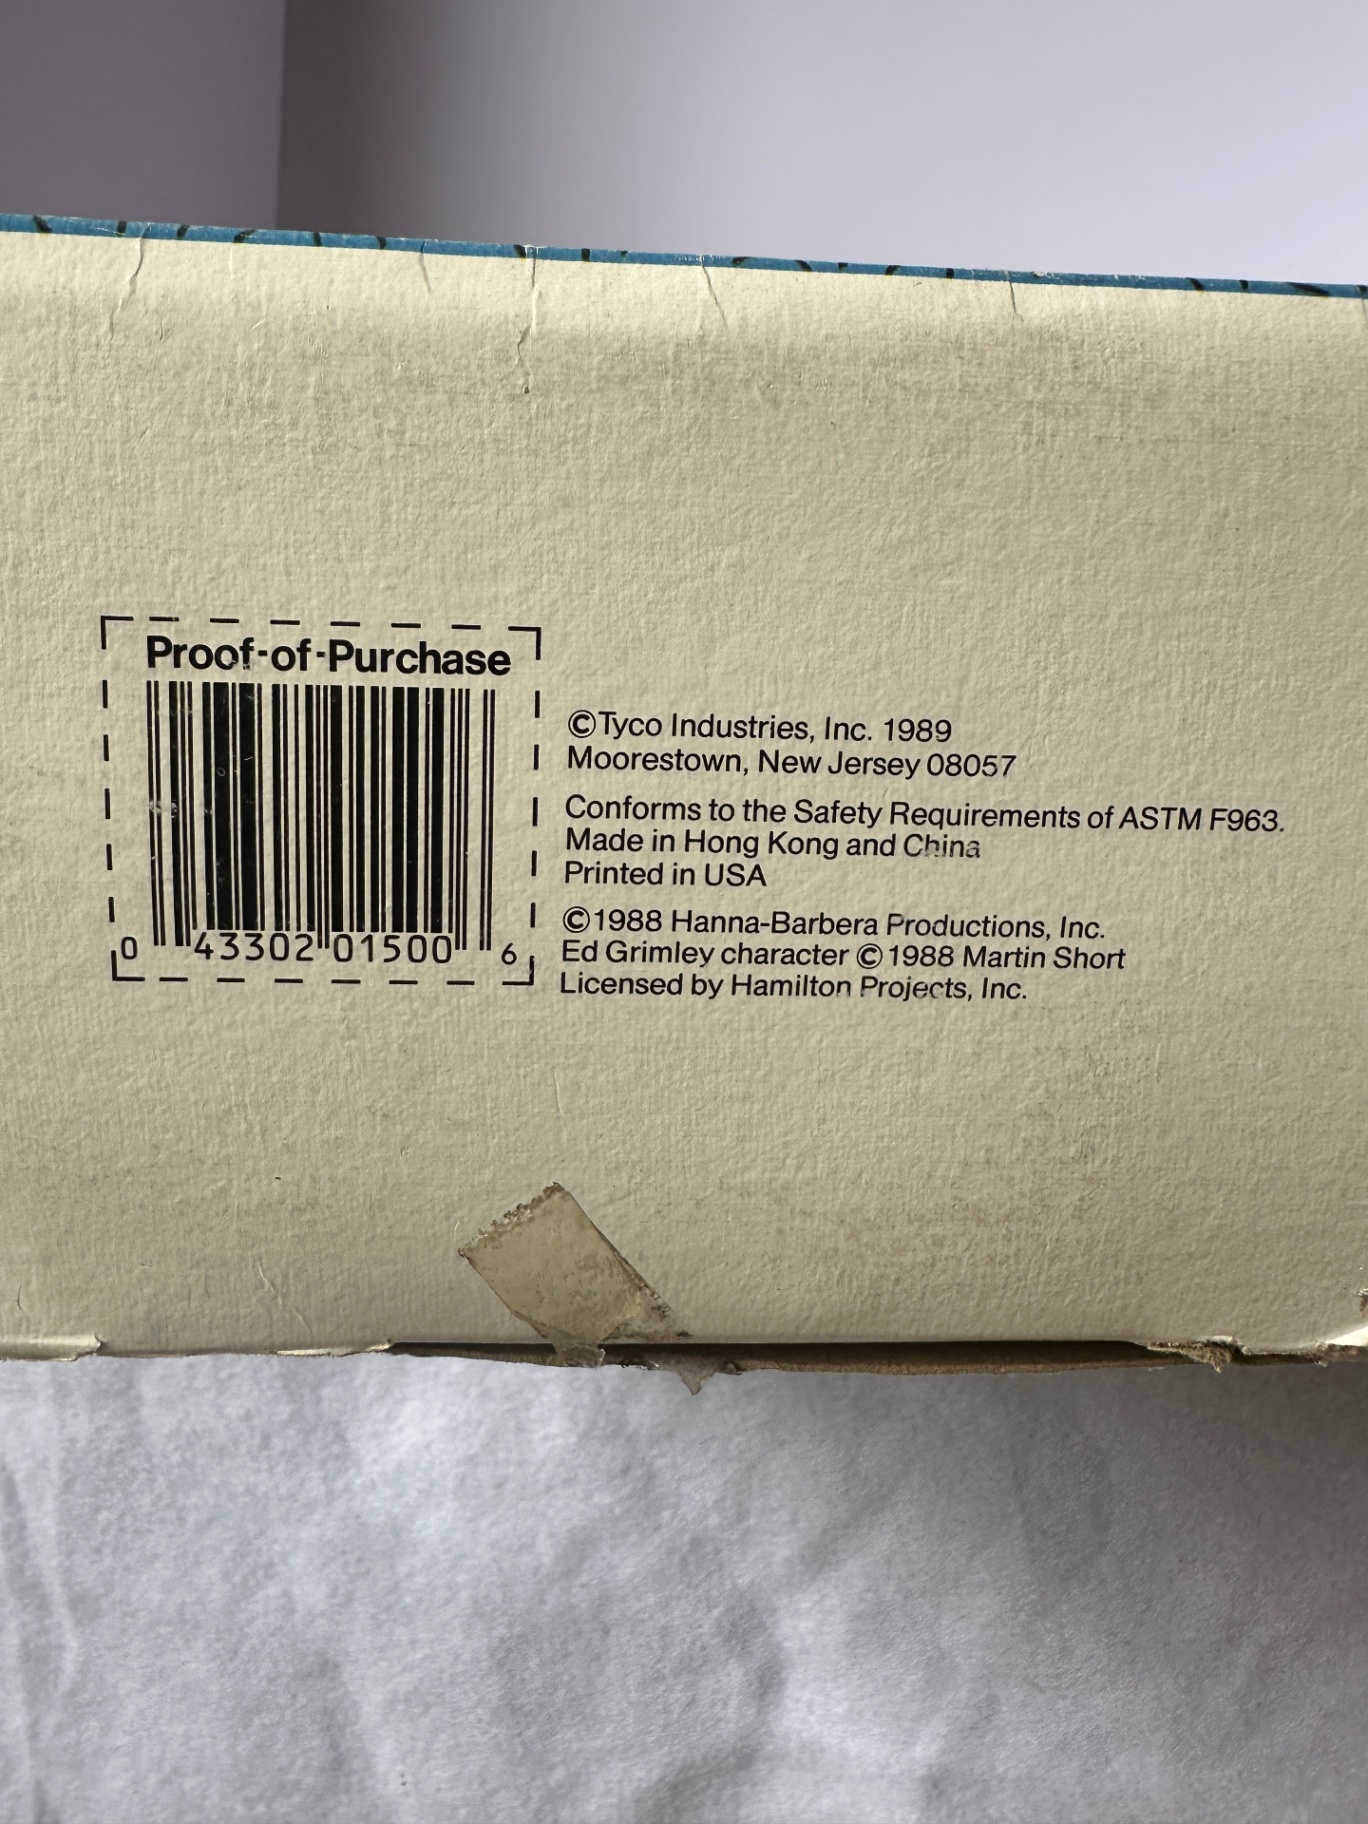 Proof-of-Purchase
0 43302 01500 6
©Tyco Industries, Inc. 1989
Moorestown, New Jersey 08057
Conforms to the Safety Requirements of ASTM F963.
Made in Hong Kong and China
Printed in USA
©1988 Hanna-Barbera Productions, Inc.
Ed Grimley character ©1988 Martin Short
Licensed by Hamilton Projects, Inc.